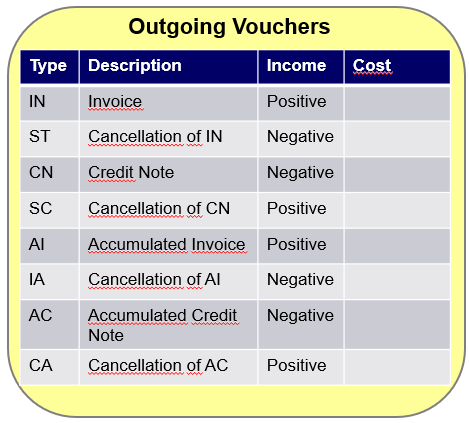 Outgoing Vouchers
Type Description Income Cost
IN Invoice Positive
ST Cancellation of IN Negative
CN Credit Note Negative
SC Cancellation of CN Positive
AI Accumulated Invoice Positive
IA Cancellation of AI Negative
AC Accumulated Credit Negative
Note
CA Cancellation of AC Positive